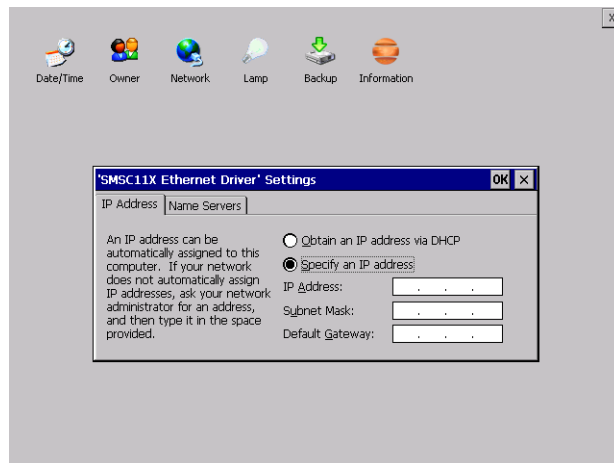 X
Date/Time Owner Network Lamp Backup Information
'SMSC11X Ethernet Driver' Settings OK ×
IP Address Name Servers
An IP address can be
automatically assigned to this
computer. If your network
does not automatically assign
IP addresses, ask your network
administrator for an address,
and then type it in the space
provided.
Obtain an IP address via DHCP
Specify an IP address
IP Address: . . .
Subnet Mask: . . .
Default Gateway: . . .